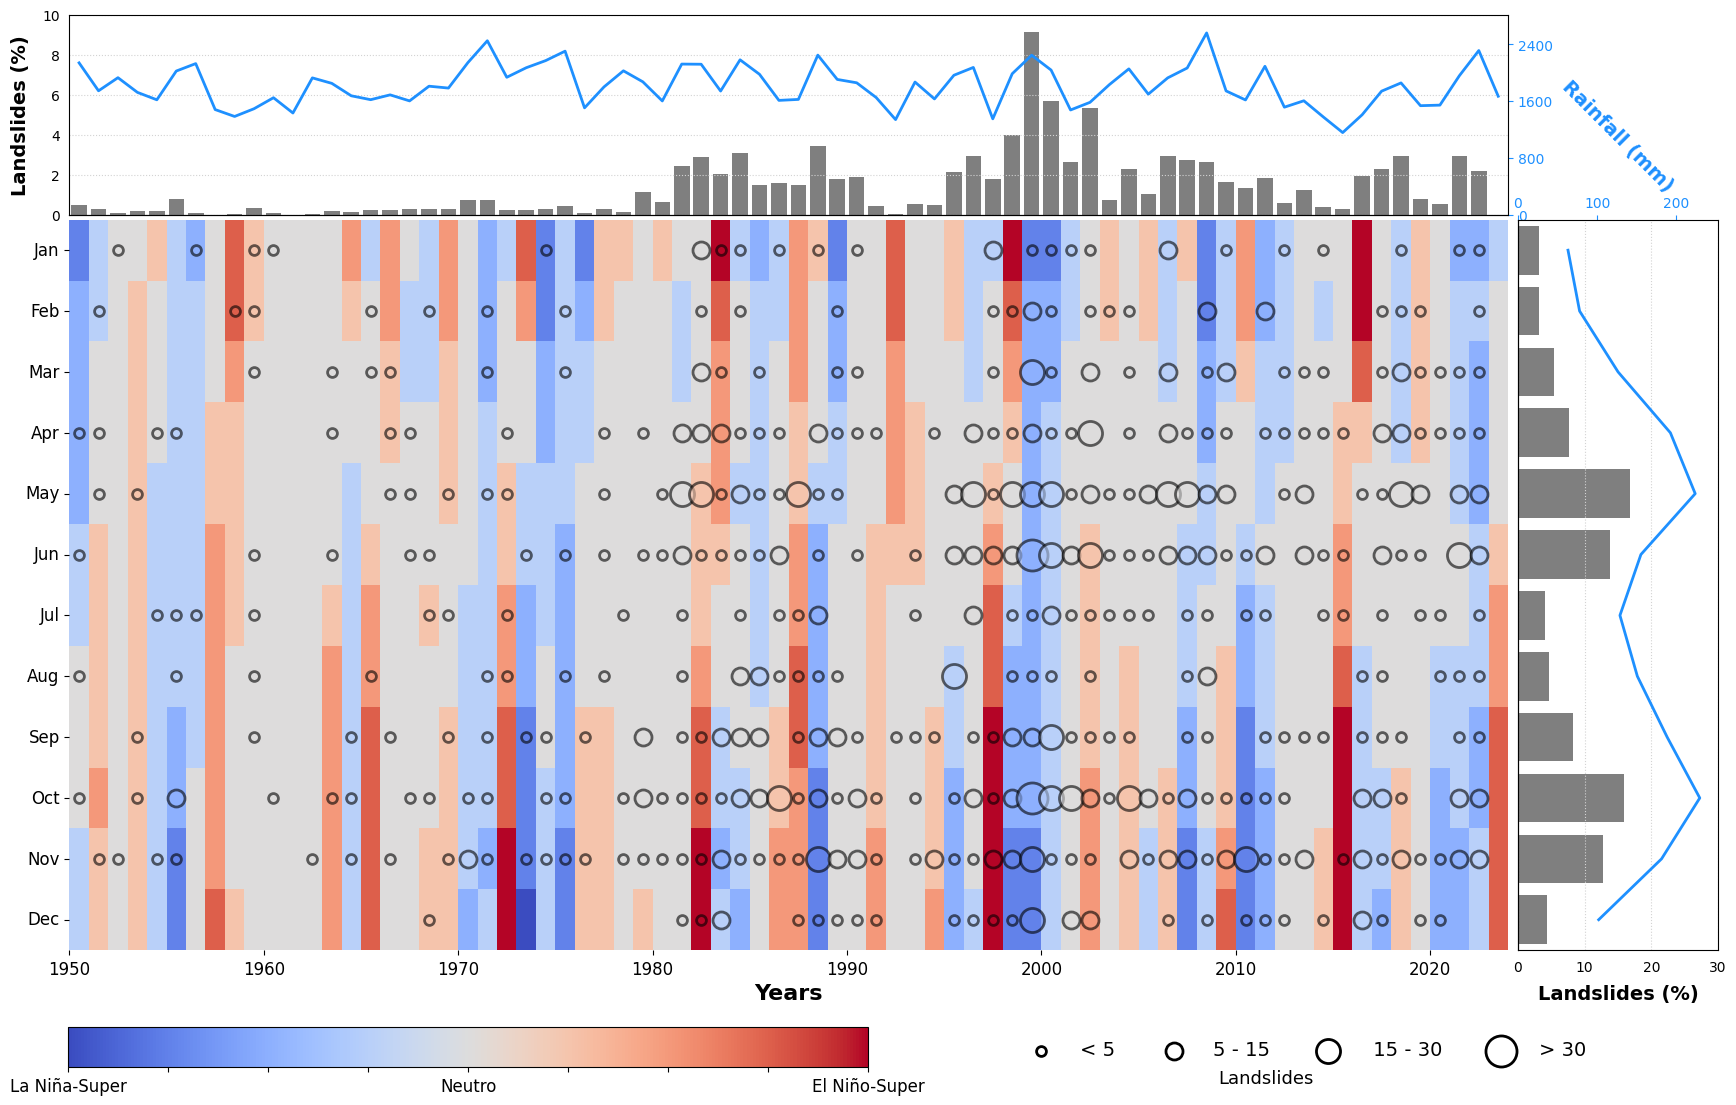 10
8
6
4
2
0
Landslides (%)
2400
1600
800
0
Rainfall (mm)
0 100 200
Jan
Feb
Mar
Apr
May
Jun
Jul
Aug
Sep
Oct
Nov
Dec
1950 1960 1970 1980 1990 2000 2010 2020
Years
0 10 20 30
Landslides (%)
La Niña-Super Neutro El Niño-Super
< 5 5 - 15 15 - 30 > 30
Landslides